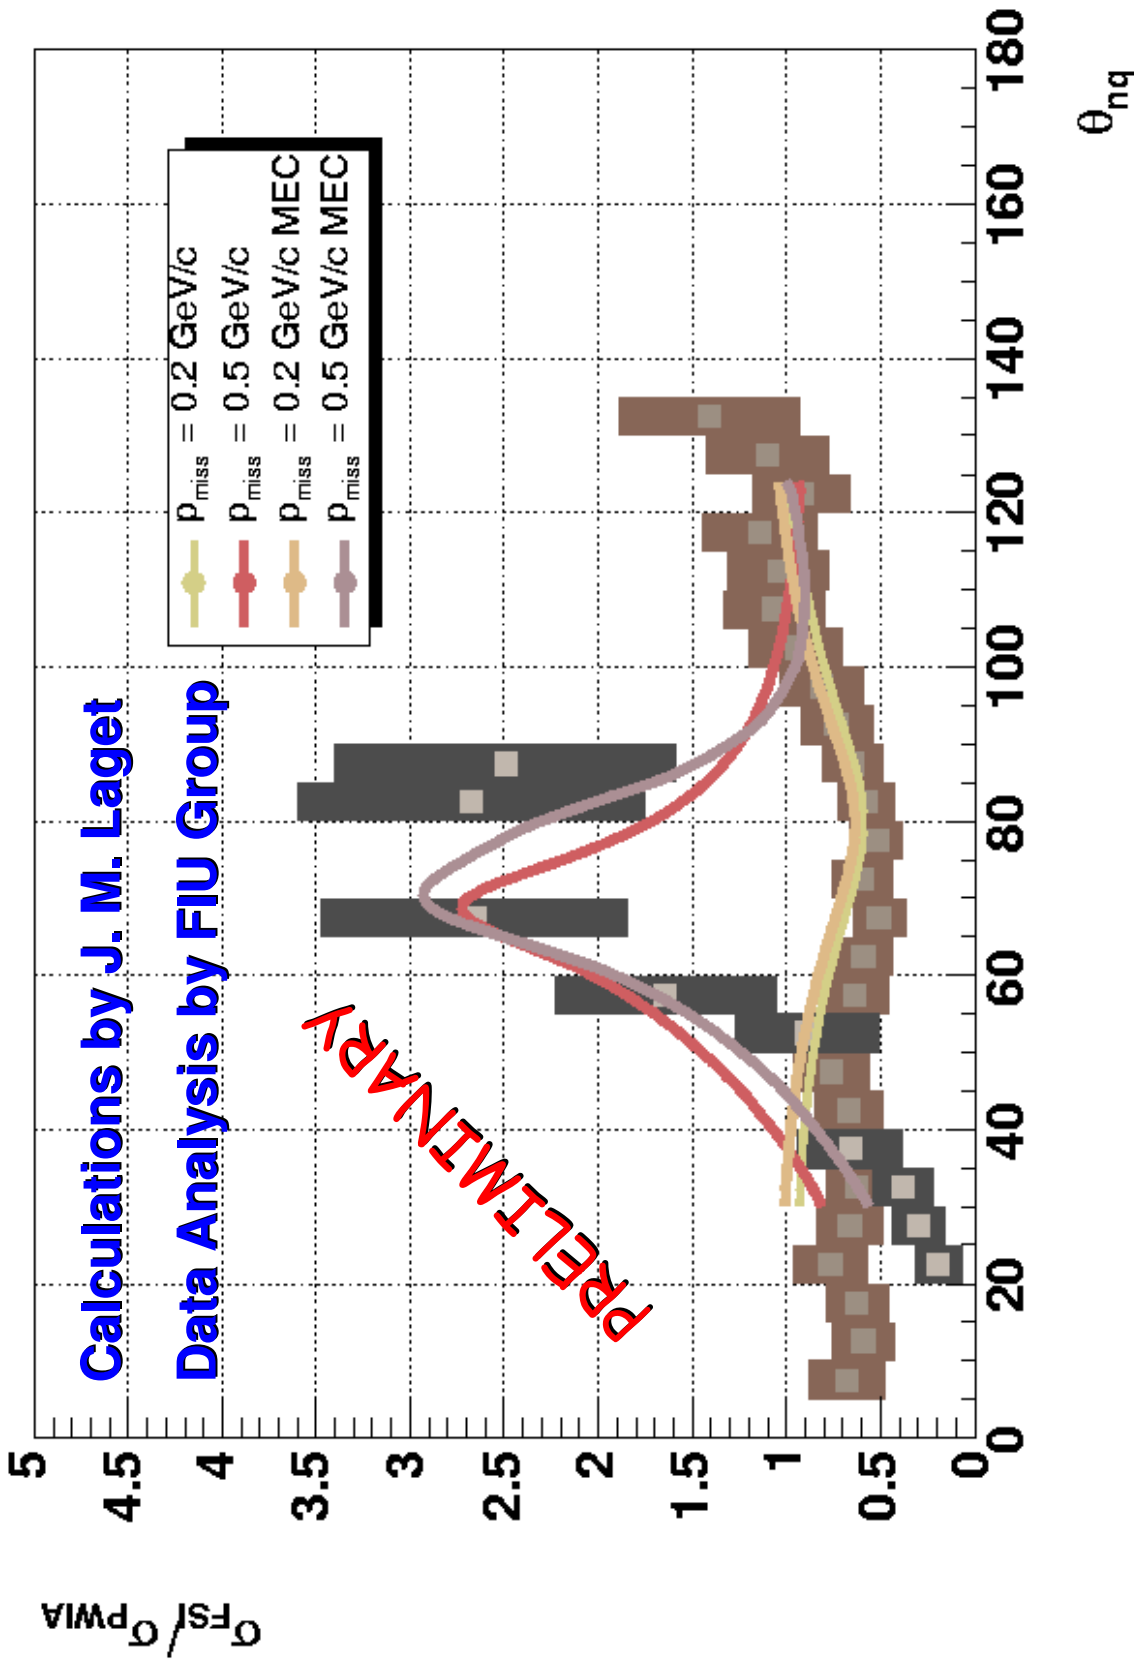 Calculations by J. M. Laget
Data Analysis by FIU Group
p_miss = 0.2 GeV/c
p_miss = 0.5 GeV/c
p_miss = 0.2 GeV/c MEC
p_miss = 0.5 GeV/c MEC
PRELIMINARY
σ_FSI/σ_PWIA
5
4.5
4
3.5
3
2.5
2
1.5
1
0.5
0
0 20 40 60 80 100 120 140 160 180
θ_nq